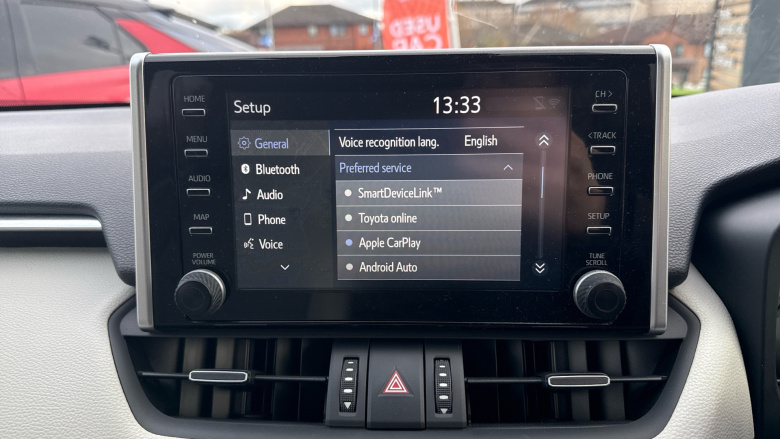 USED
CAR
HOME
MENU
AUDIO
MAP
POWER
VOLUME
Setup
13:33
General
Bluetooth
Audio
Phone
Voice
Voice recognition lang. English
Preferred service
SmartDeviceLink™
Toyota online
Apple CarPlay
Android Auto
CH >
< TRACK
PHONE
SETUP
TUNE
SCROLL